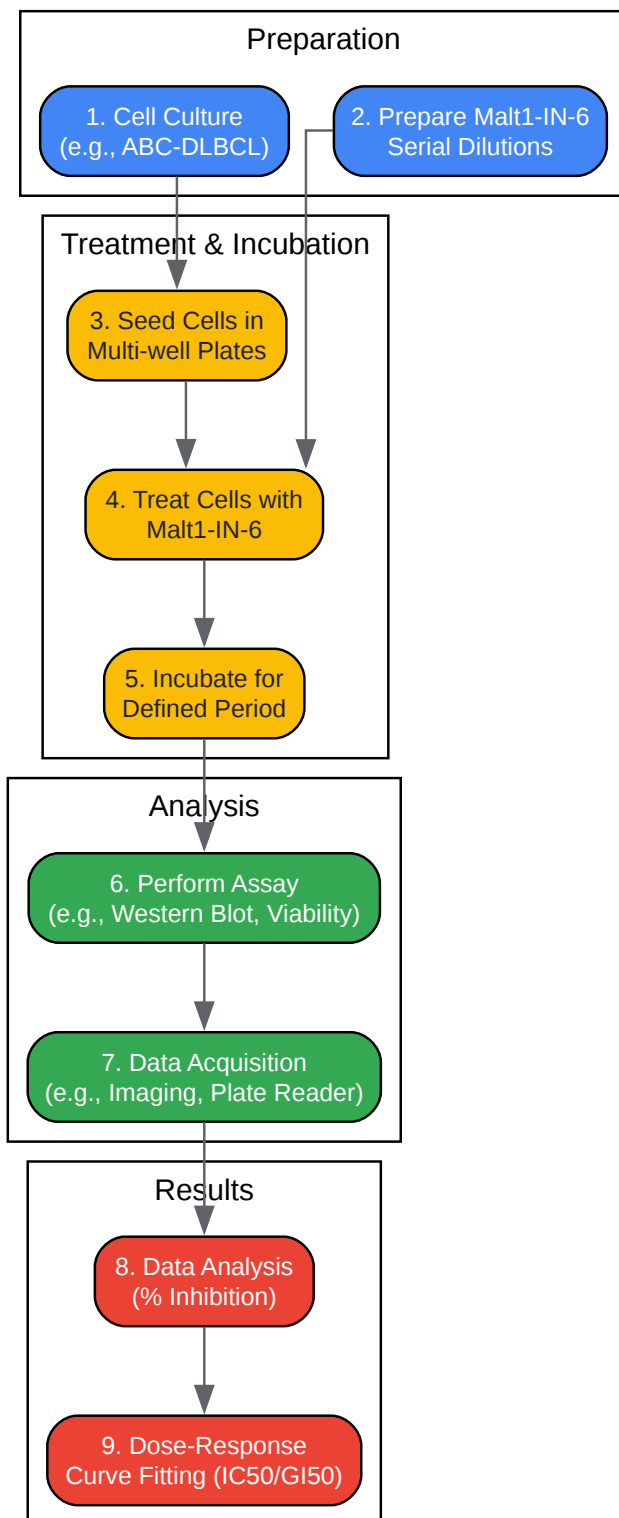 Preparation
1. Cell Culture
(e.g., ABC-DLBCL)
2. Prepare Malt1-IN-6
Serial Dilutions
Treatment & Incubation
3. Seed Cells in
Multi-well Plates
4. Treat Cells with
Malt1-IN-6
5. Incubate for
Defined Period
Analysis
6. Perform Assay
(e.g., Western Blot, Viability)
7. Data Acquisition
(e.g., Imaging, Plate Reader)
Results
8. Data Analysis
(% Inhibition)
9. Dose-Response
Curve Fitting (IC50/GI50)